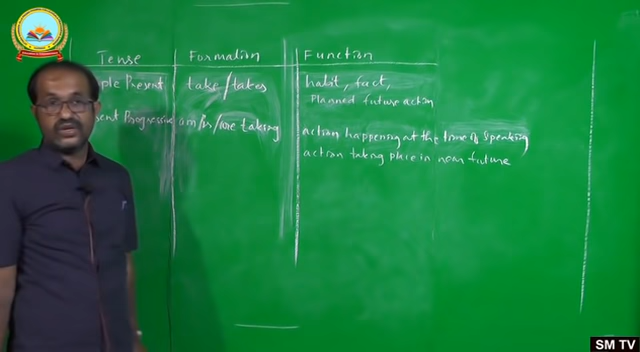 Tense Formation Function
ple Present take/takes habit, fact,
Planned future action
sent Progressive am/is/are taking action happening at the time of speaking
action taking place in near future
SM TV